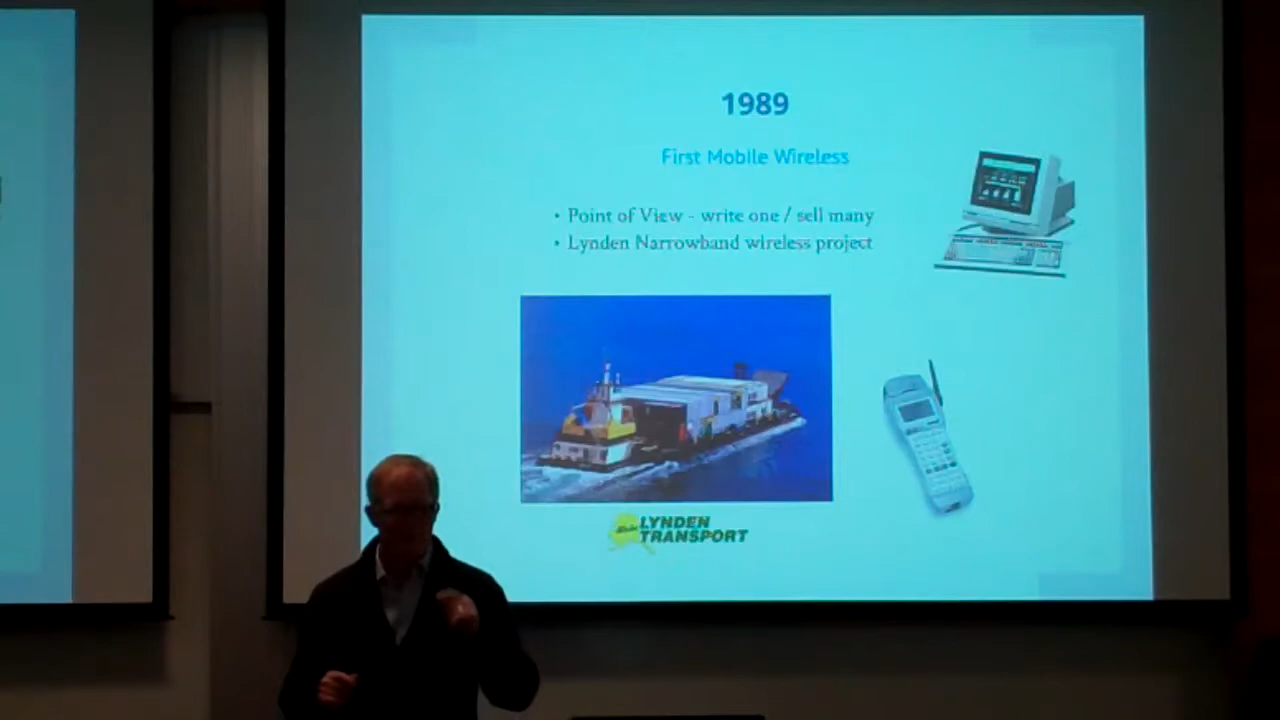 1989
First Mobile Wireless
• Point of View - write one / sell many
• Lynden Narrowband wireless project
LYNDEN
TRANSPORT